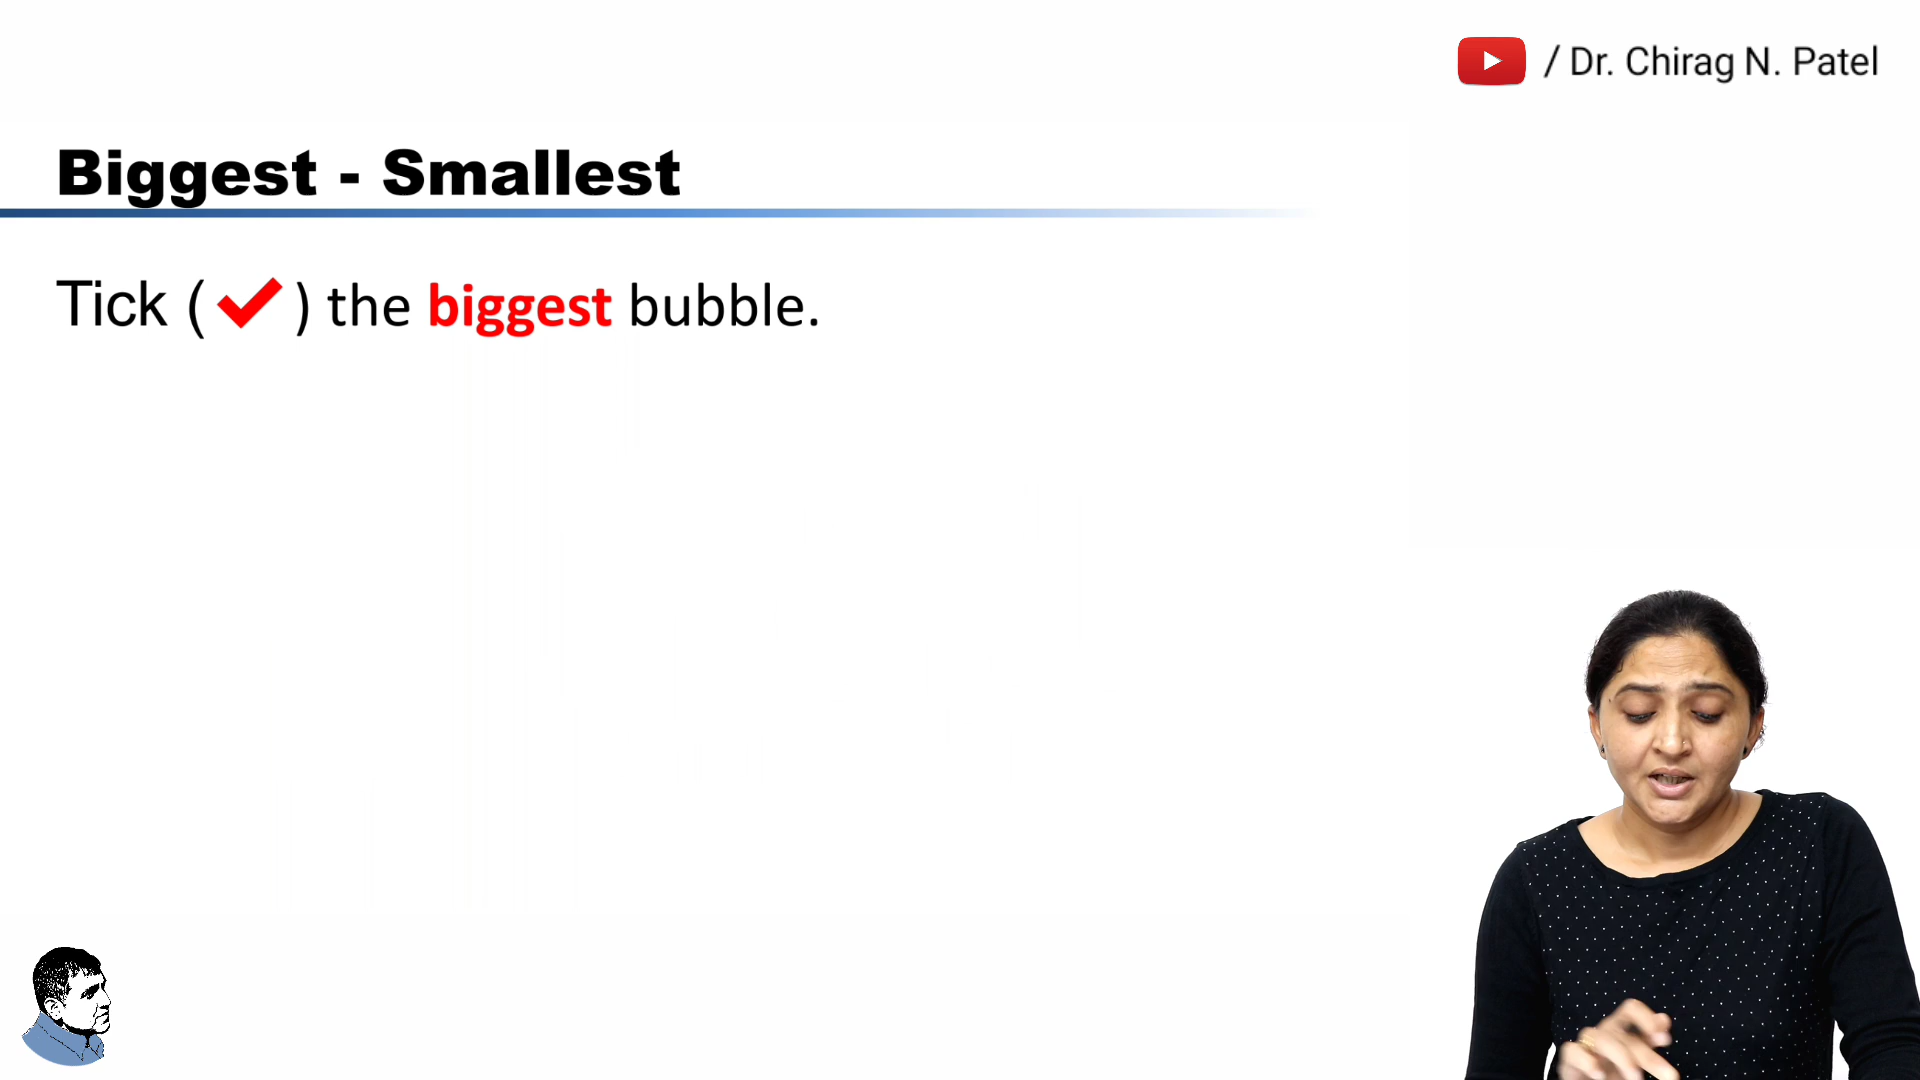 / Dr. Chirag N. Patel
Biggest - Smallest
Tick (✔) the biggest bubble.